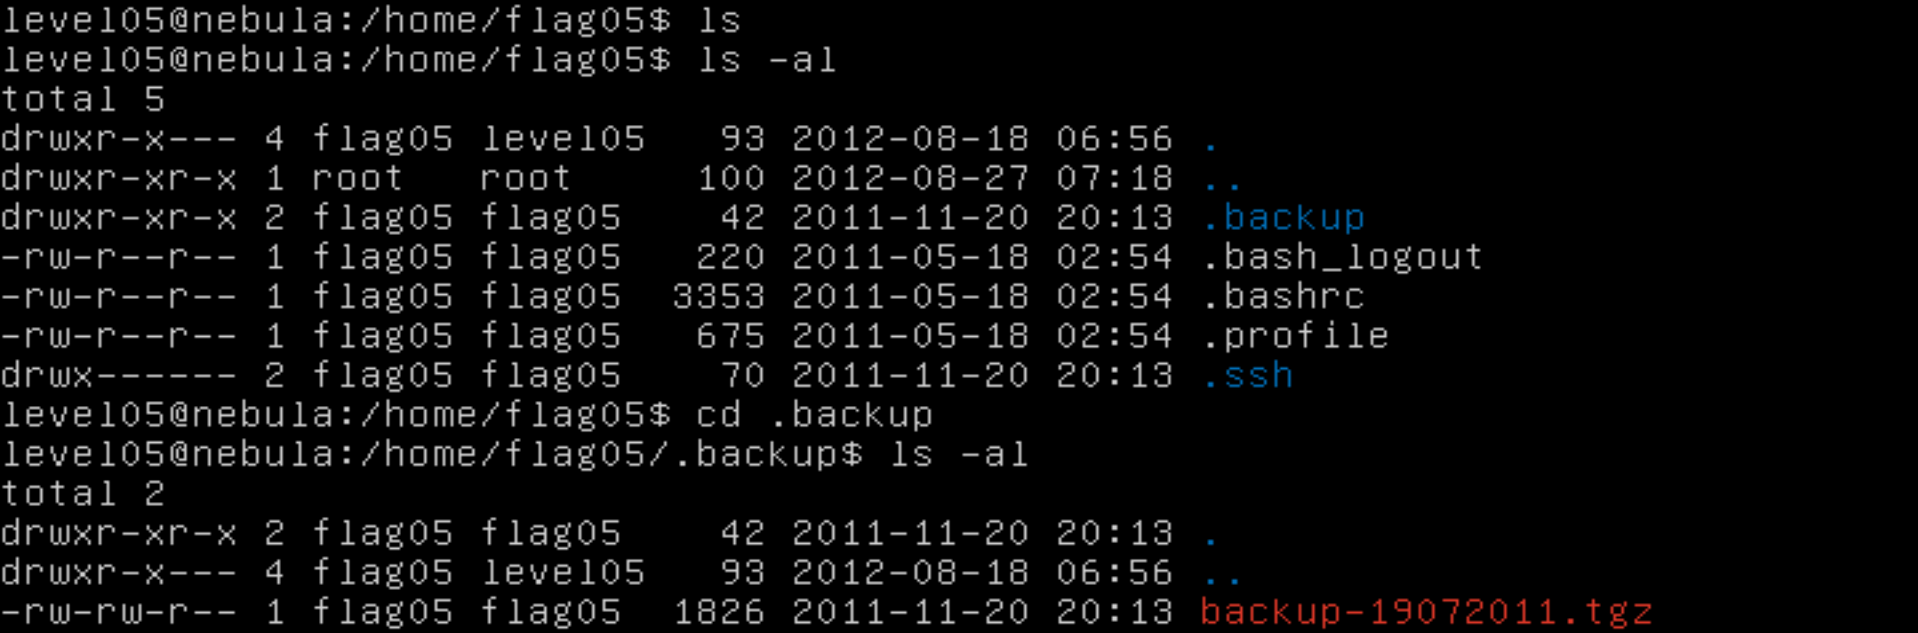 level05@nebula:/home/flag05$ ls
level05@nebula:/home/flag05$ ls -al
total 5
drwxr-x--- 4 flag05 level05   93 2012-08-18 06:56 .
drwxr-xr-x 1 root   root     100 2012-08-27 07:18 ..
drwxr-xr-x 2 flag05 flag05    42 2011-11-20 20:13 .backup
-rw-r--r-- 1 flag05 flag05   220 2011-05-18 02:54 .bash_logout
-rw-r--r-- 1 flag05 flag05  3353 2011-05-18 02:54 .bashrc
-rw-r--r-- 1 flag05 flag05   675 2011-05-18 02:54 .profile
drwx------ 2 flag05 flag05    70 2011-11-20 20:13 .ssh
level05@nebula:/home/flag05$ cd .backup
level05@nebula:/home/flag05/.backup$ ls -al
total 2
drwxr-xr-x 2 flag05 flag05    42 2011-11-20 20:13 .
drwxr-x--- 4 flag05 level05   93 2012-08-18 06:56 ..
-rw-rw-r-- 1 flag05 flag05  1826 2011-11-20 20:13 backup-19072011.tgz